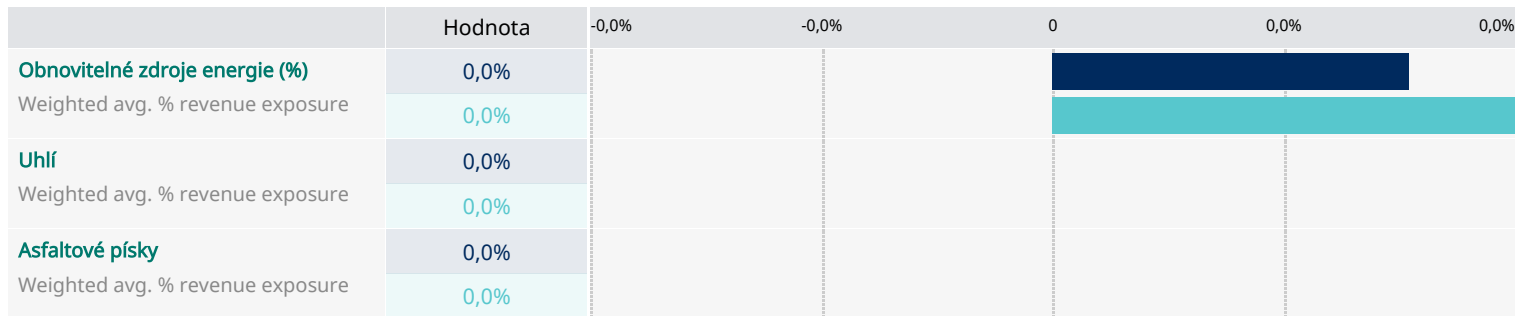 Hodnota -0,0% -0,0% 0 0,0% 0,0%
Obnovitelné zdroje energie (%) 0,0%
Weighted avg. % revenue exposure
0,0%
Uhlí 0,0%
Weighted avg. % revenue exposure
0,0%
Asfaltové písky 0,0%
Weighted avg. % revenue exposure
0,0%